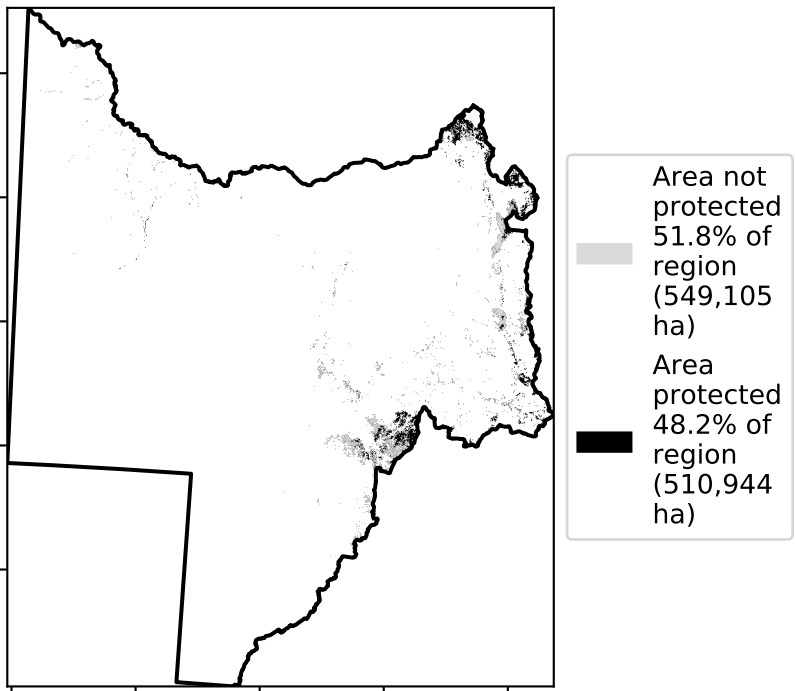 Area not
protected
51.8% of
region
(549,105
ha)
Area
protected
48.2% of
region
(510,944
ha)